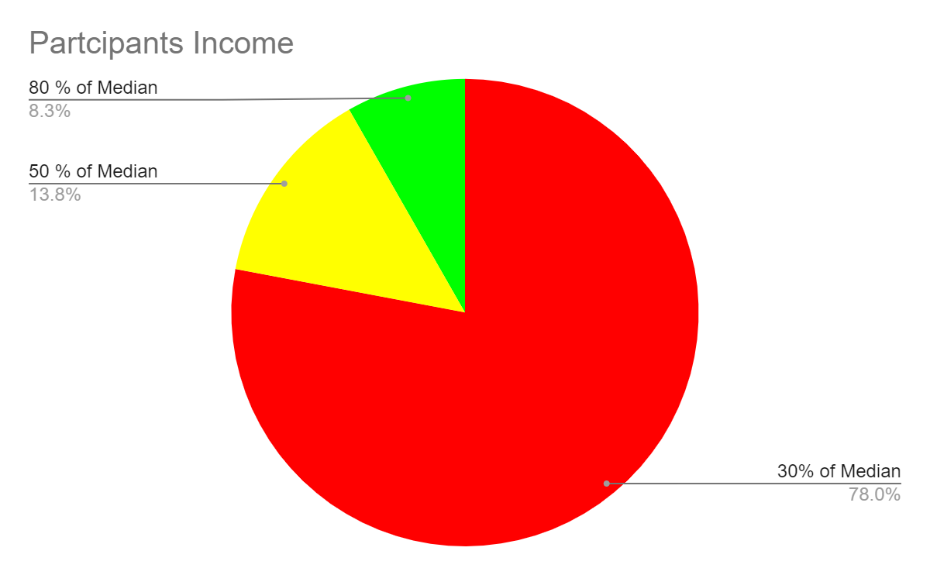 Partcipants Income
80 % of Median
8.3%
50 % of Median
13.8%
30% of Median
78.0%